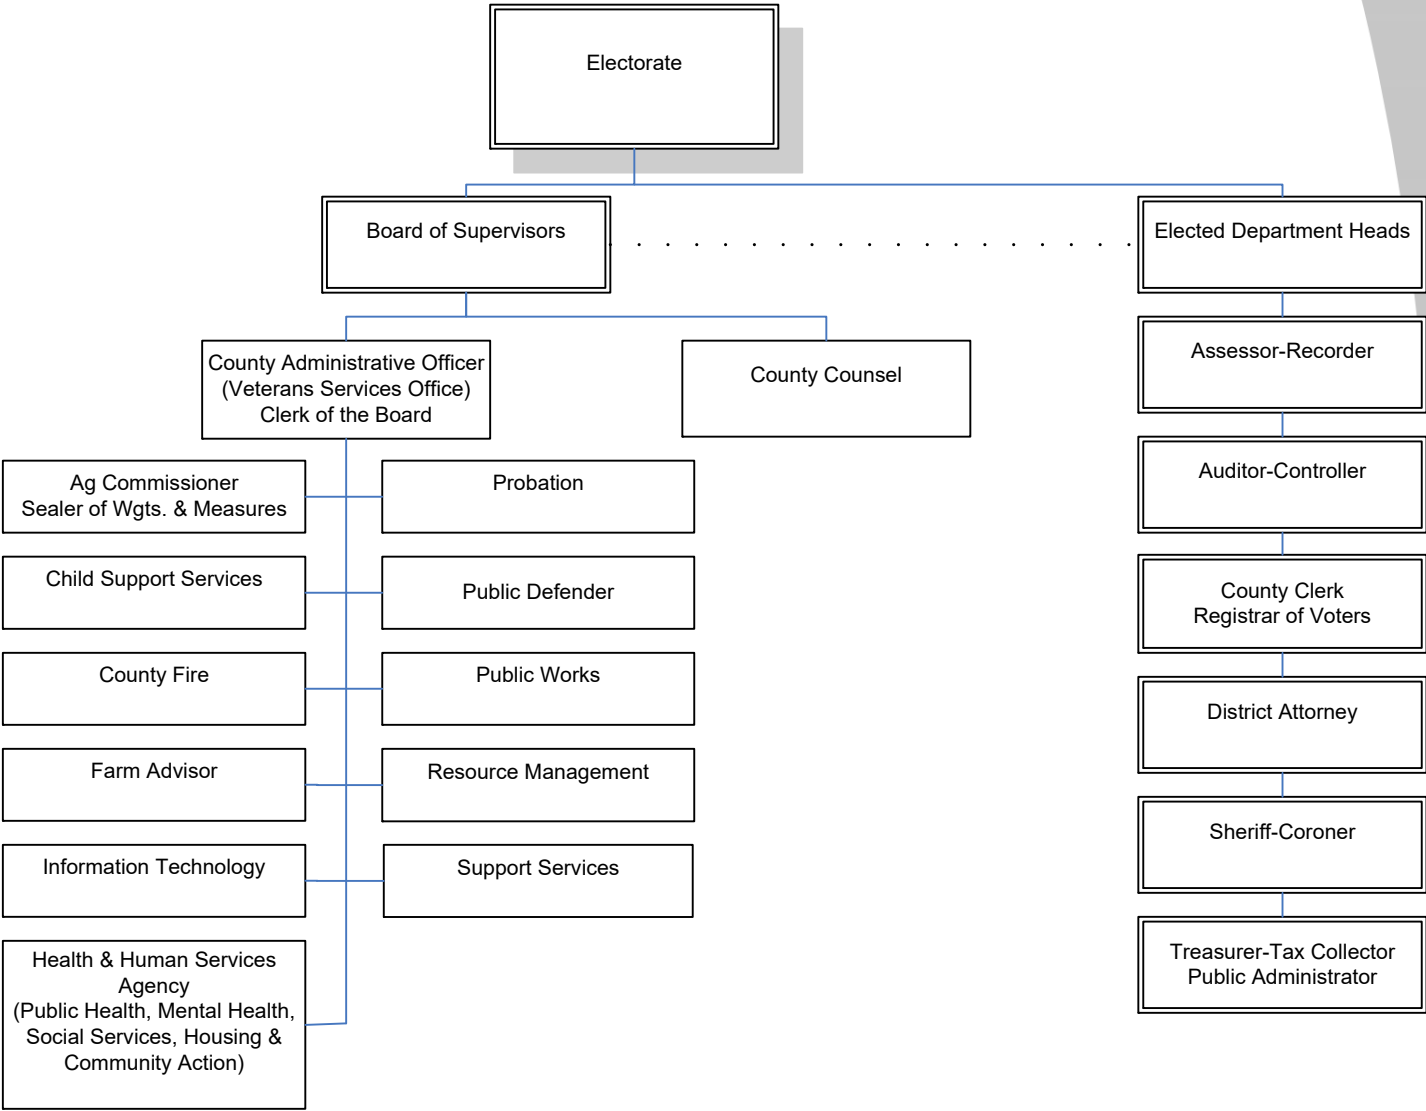 Electorate
Board of Supervisors
Elected Department Heads
County Administrative Officer
(Veterans Services Office)
Clerk of the Board
County Counsel
Assessor-Recorder
Auditor-Controller
County Clerk
Registrar of Voters
District Attorney
Sheriff-Coroner
Treasurer-Tax Collector
Public Administrator
Ag Commissioner
Sealer of Wgts. & Measures
Probation
Child Support Services
Public Defender
County Fire
Public Works
Farm Advisor
Resource Management
Information Technology
Support Services
Health & Human Services
Agency
(Public Health, Mental Health,
Social Services, Housing &
Community Action)